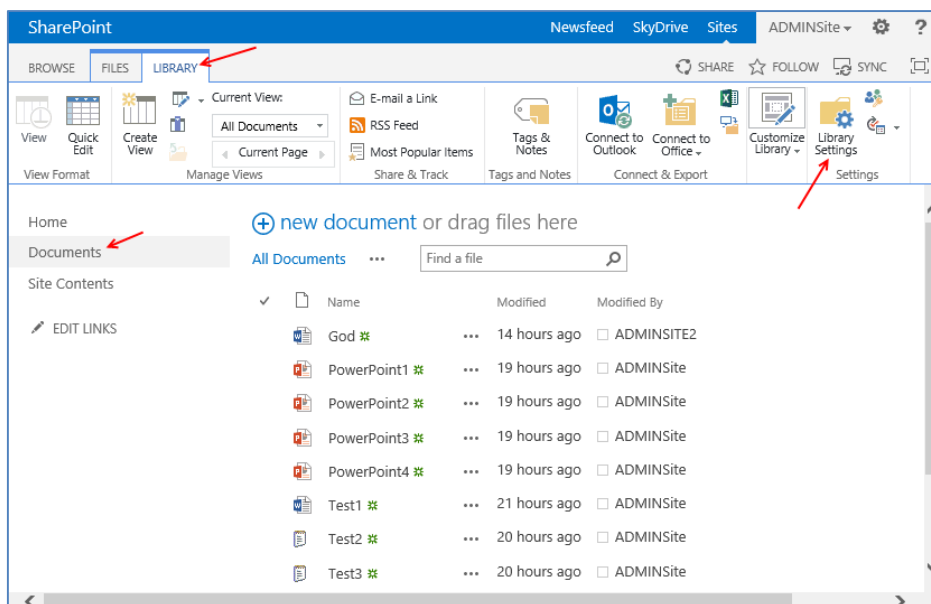 SharePoint Newsfeed SkyDrive Sites ADMINSite ?
BROWSE FILES LIBRARY SHARE FOLLOW SYNC
View
Quick Edit
Create View
Current View:
All Documents
Current Page
E-mail a Link
RSS Feed
Most Popular Items
Tags & Notes
Connect to Outlook
Connect to Office
Customize Library
Library Settings
View Format Manage Views Share & Track Tags and Notes Connect & Export Settings
Home
Documents
Site Contents
EDIT LINKS
new document or drag files here
All Documents ... Find a file
Name Modified Modified By
God ... 14 hours ago ADMINSITE2
PowerPoint1 ... 19 hours ago ADMINSite
PowerPoint2 ... 19 hours ago ADMINSite
PowerPoint3 ... 19 hours ago ADMINSite
PowerPoint4 ... 19 hours ago ADMINSite
Test1 ... 21 hours ago ADMINSite
Test2 ... 20 hours ago ADMINSite
Test3 ... 20 hours ago ADMINSite